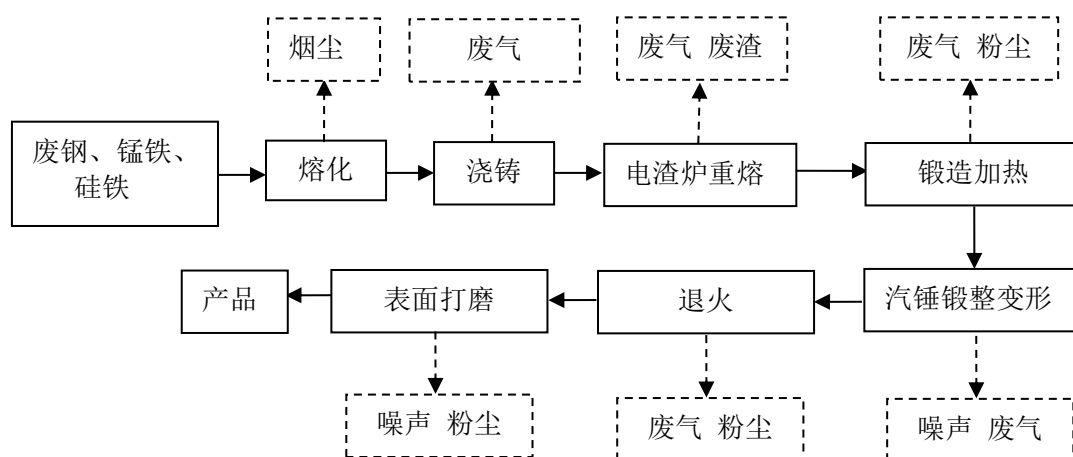 烟尘
废气
废气 废渣
废气 粉尘
废钢、锰铁、
硅铁
熔化
浇铸
电渣炉重熔
锻造加热
产品
表面打磨
退火
汽锤锻整变形
噪声 粉尘
废气 粉尘
噪声 废气